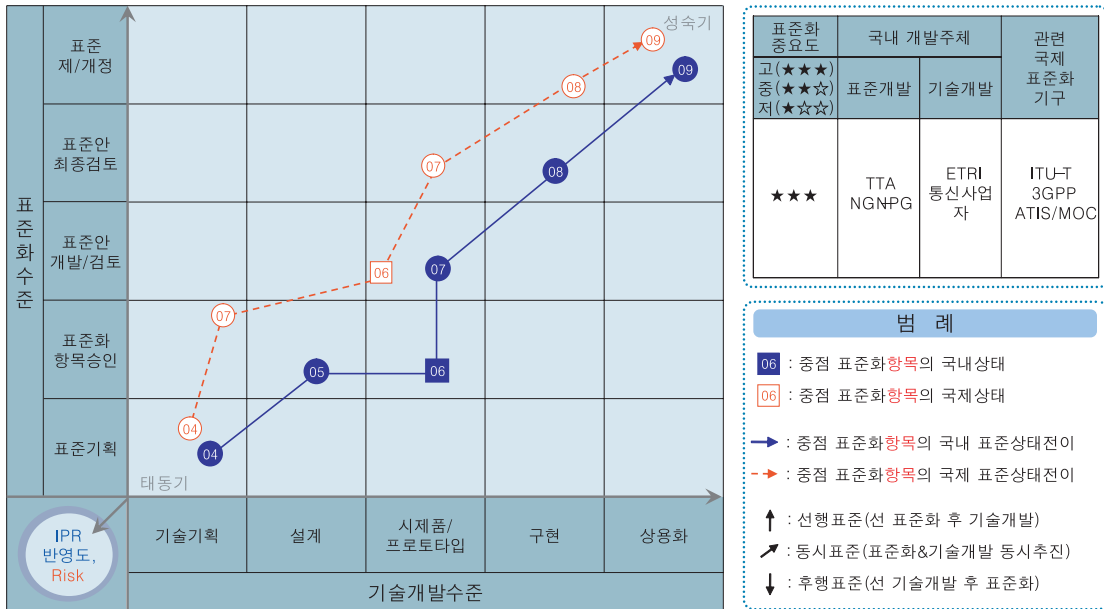 성숙기
표준
제/개정
표준안
최종검토
표준안
개발/검토
표준화
항목승인
표준기획
표준화수준
09
09
08
08
07
07
06
07
06
05
04
04
태동기
IPR
반영도,
Risk
기술기획
설계
시제품/
프로토타입
구현
상용화
기술개발수준
표준화
중요도
고(★★★)
중(★★☆)
저(★☆☆)
국내 개발주체
표준개발
기술개발
관련
국제
표준화
기구
★★★
TTA
NGN-PG
ETRI
통신사업
자
ITU-T
3GPP
ATIS/MOC
범 례
06 : 중점 표준화항목의 국내상태
06 : 중점 표준화항목의 국제상태
: 중점 표준화항목의 국내 표준상태전이
: 중점 표준화항목의 국제 표준상태전이
: 선행표준(선 표준화 후 기술개발)
: 동시표준(표준화&기술개발 동시추진)
: 후행표준(선 기술개발 후 표준화)